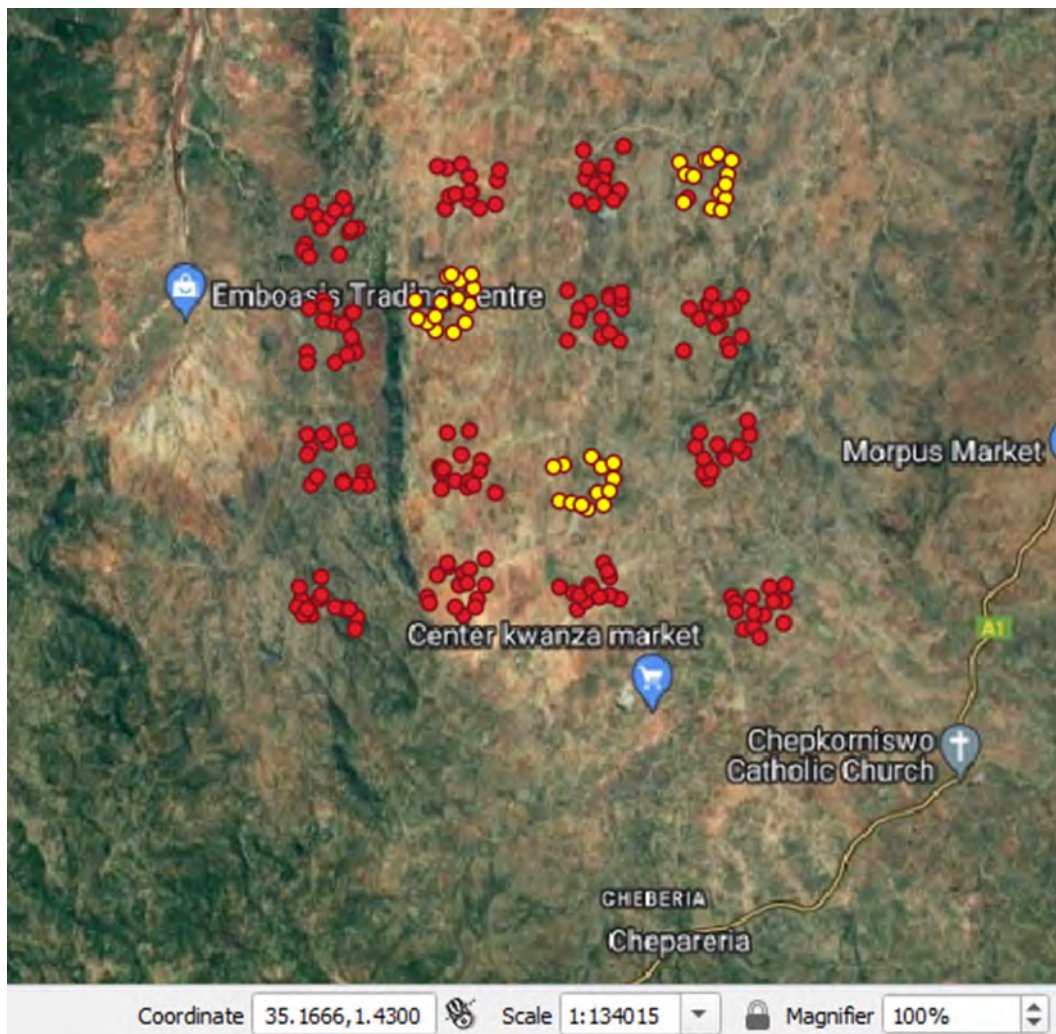 Emboasis Trading Centre
Morpus Market
Center kwanza market
A1
Chepkorniswo
Catholic Church
CHEBERIA
Chepareria
Coordinate 35.1666,1.4300 Scale 1:134015 Magnifier 100%